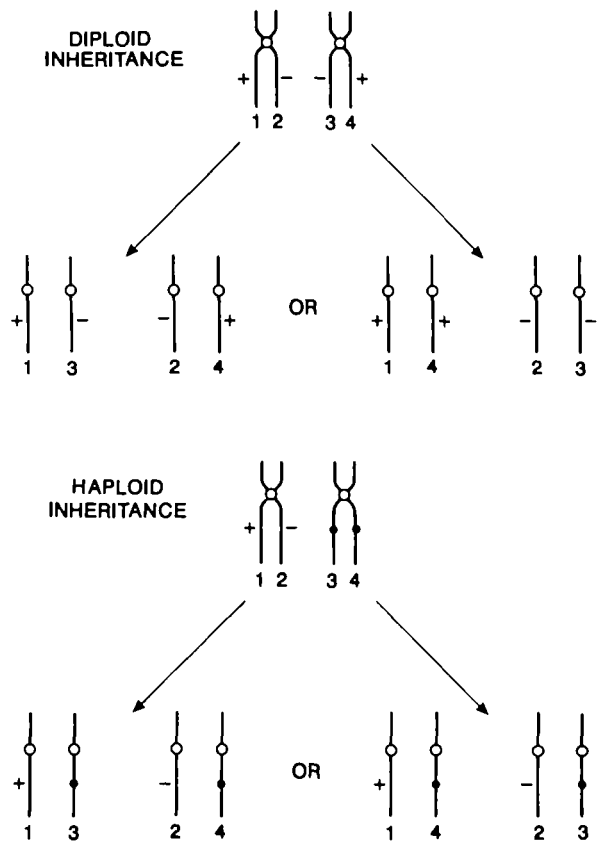 DIPLOID
INHERITANCE
+ − − +
1 2 3 4
+ − − + OR + + − −
1 3 2 4 1 4 2 3
HAPLOID
INHERITANCE
+ −
1 2 3 4
+ − OR + −
1 3 2 4 1 4 2 3